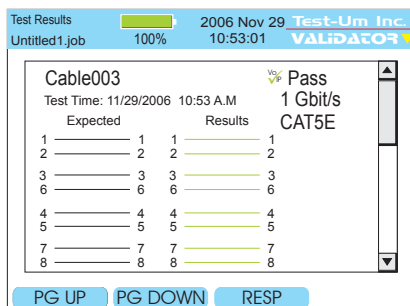 Test Results 2006 Nov 29 Test-Um Inc.
Untitled1.job 100% 10:53:01 VALIDATOR
Cable003 Vo/IP Pass
Test Time: 11/29/2006 10:53 A.M 1 Gbit/s
Expected Results CAT5E
1 1 1 1
2 2 2 2
3 3 3 3
6 6 6 6
4 4 4 4
5 5 5 5
7 7 7 7
8 8 8 8
PG UP PG DOWN RESP